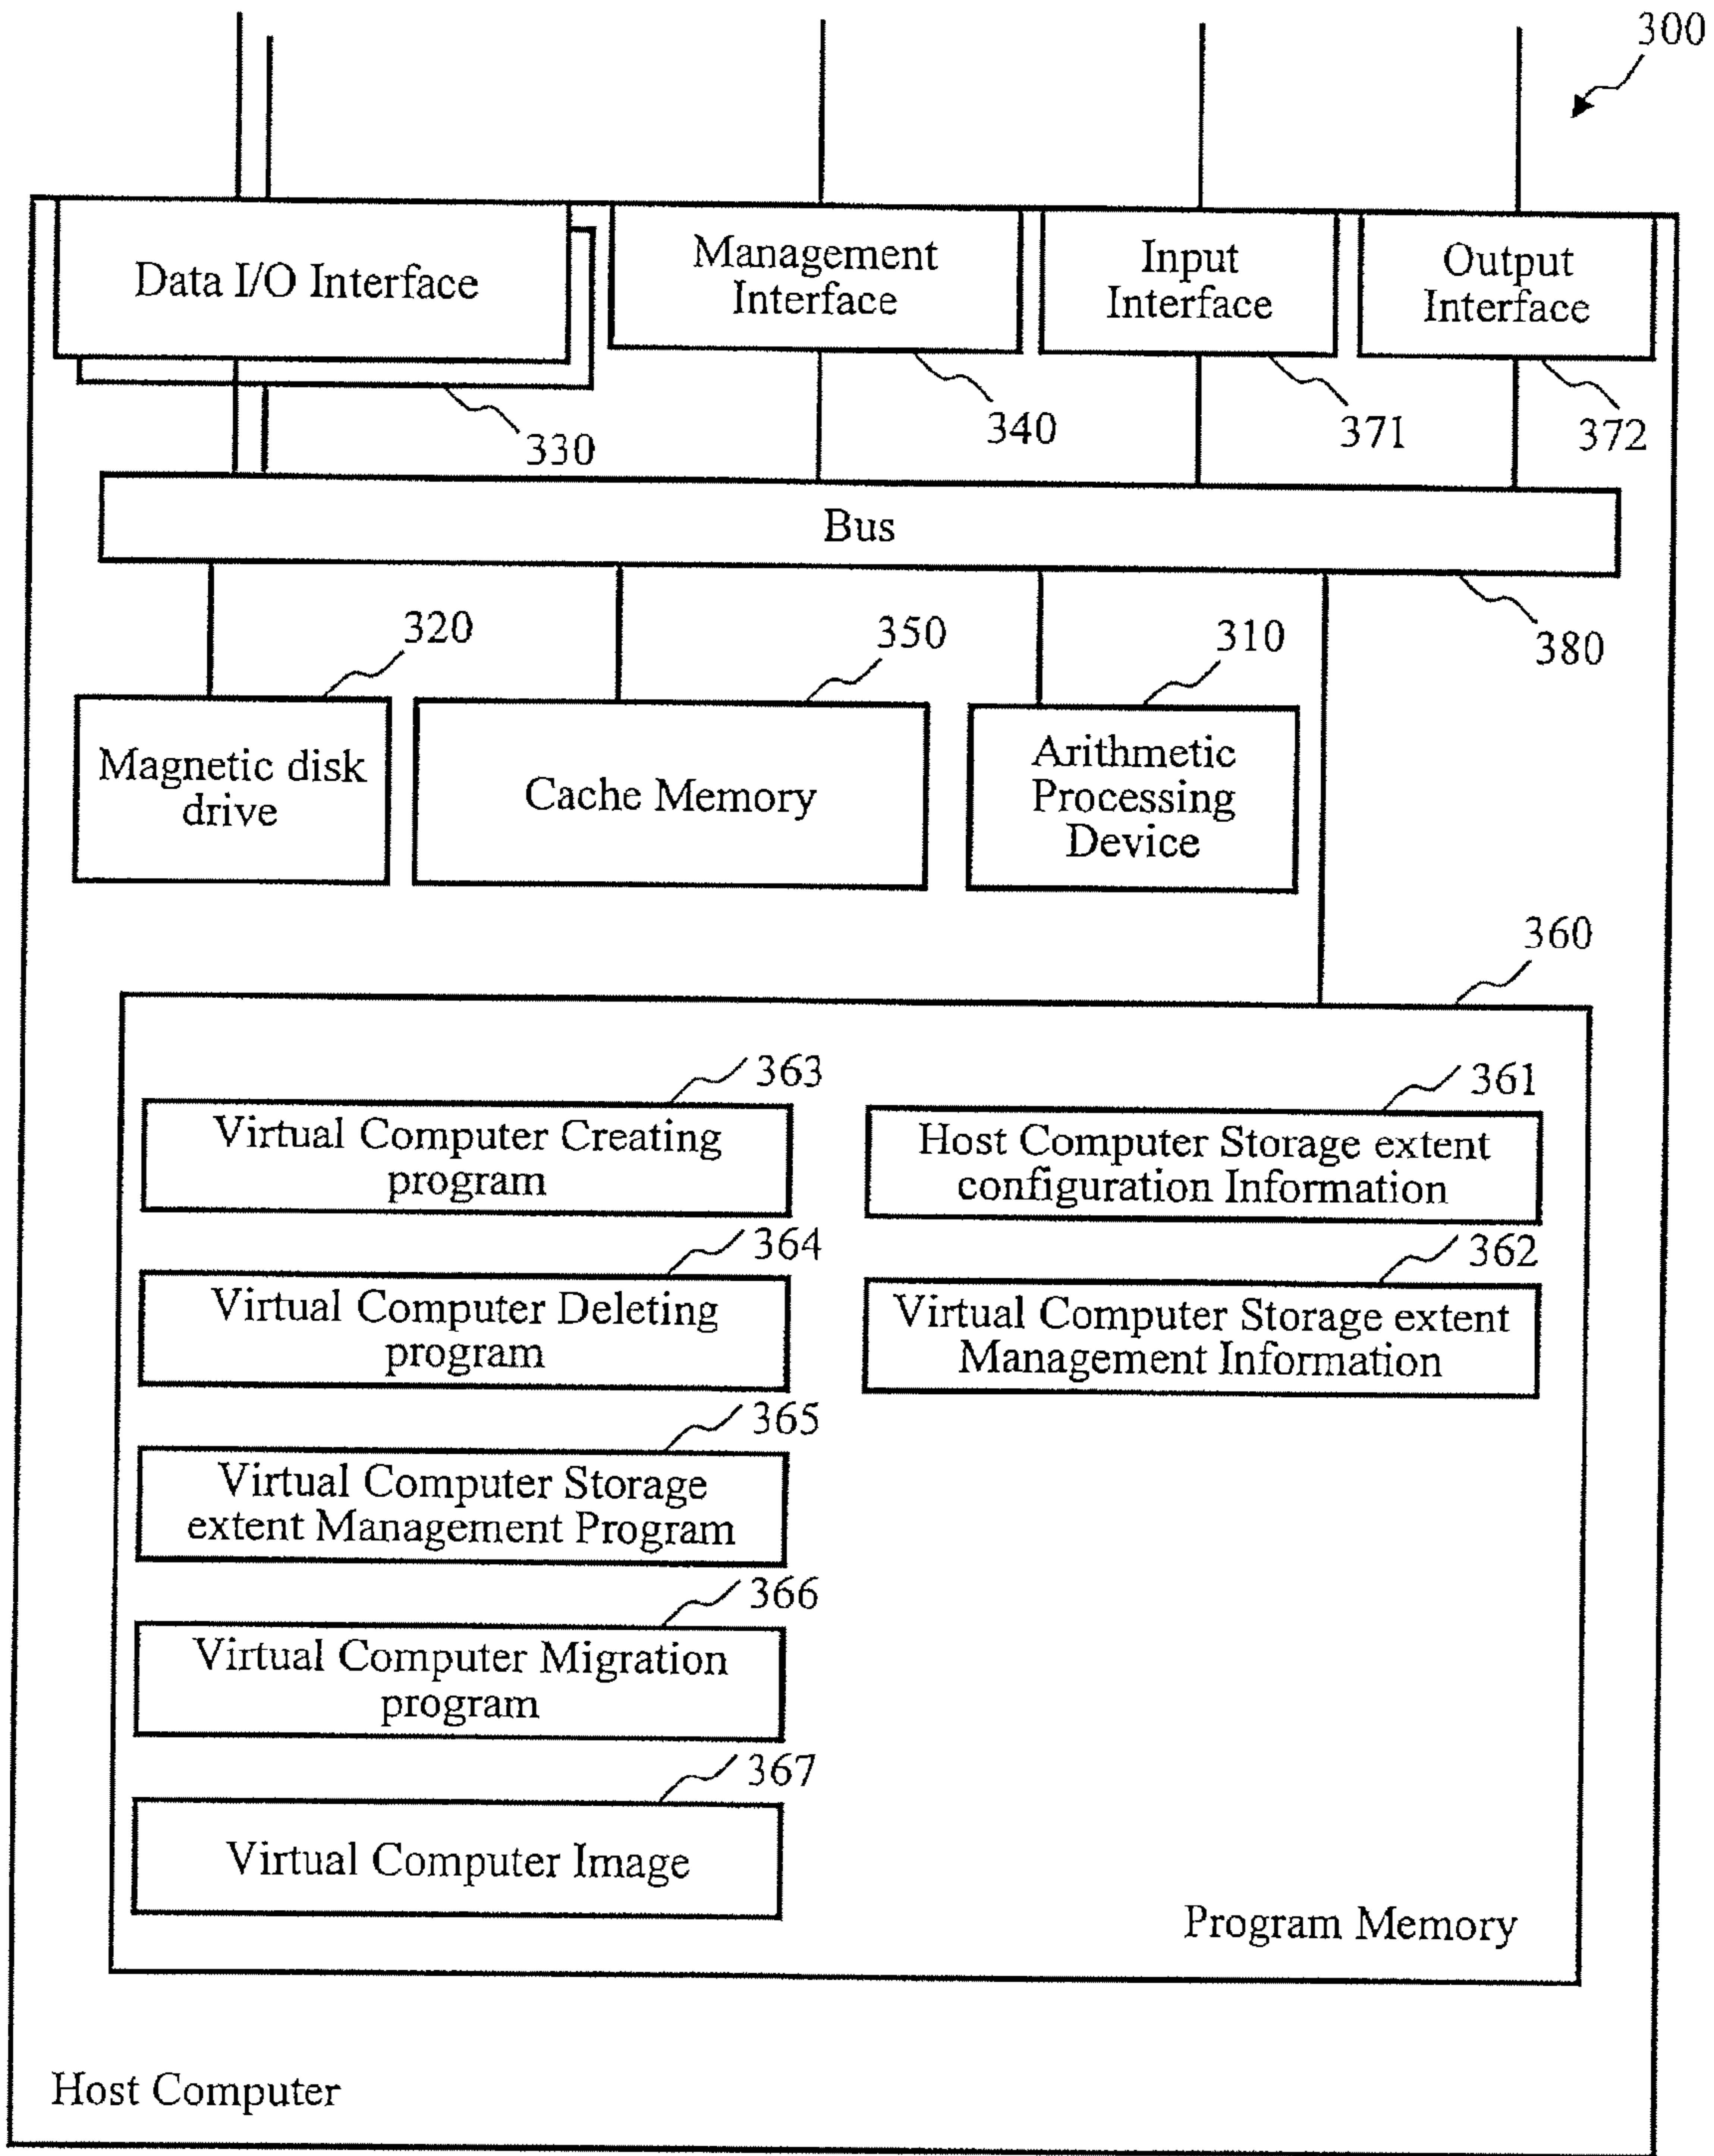 300
Data I/O Interface
Management
Interface
Input
Interface
Output
Interface
330
340
371
372
Bus
380
320
350
310
Magnetic disk
drive
Cache Memory
Arithmetic
Processing
Device
360
363
Virtual Computer Creating
program
361
Host Computer Storage extent
configuration Information
364
Virtual Computer Deleting
program
362
Virtual Computer Storage extent
Management Information
365
Virtual Computer Storage
extent Management Program
366
Virtual Computer Migration
program
367
Virtual Computer Image
Program Memory
Host Computer